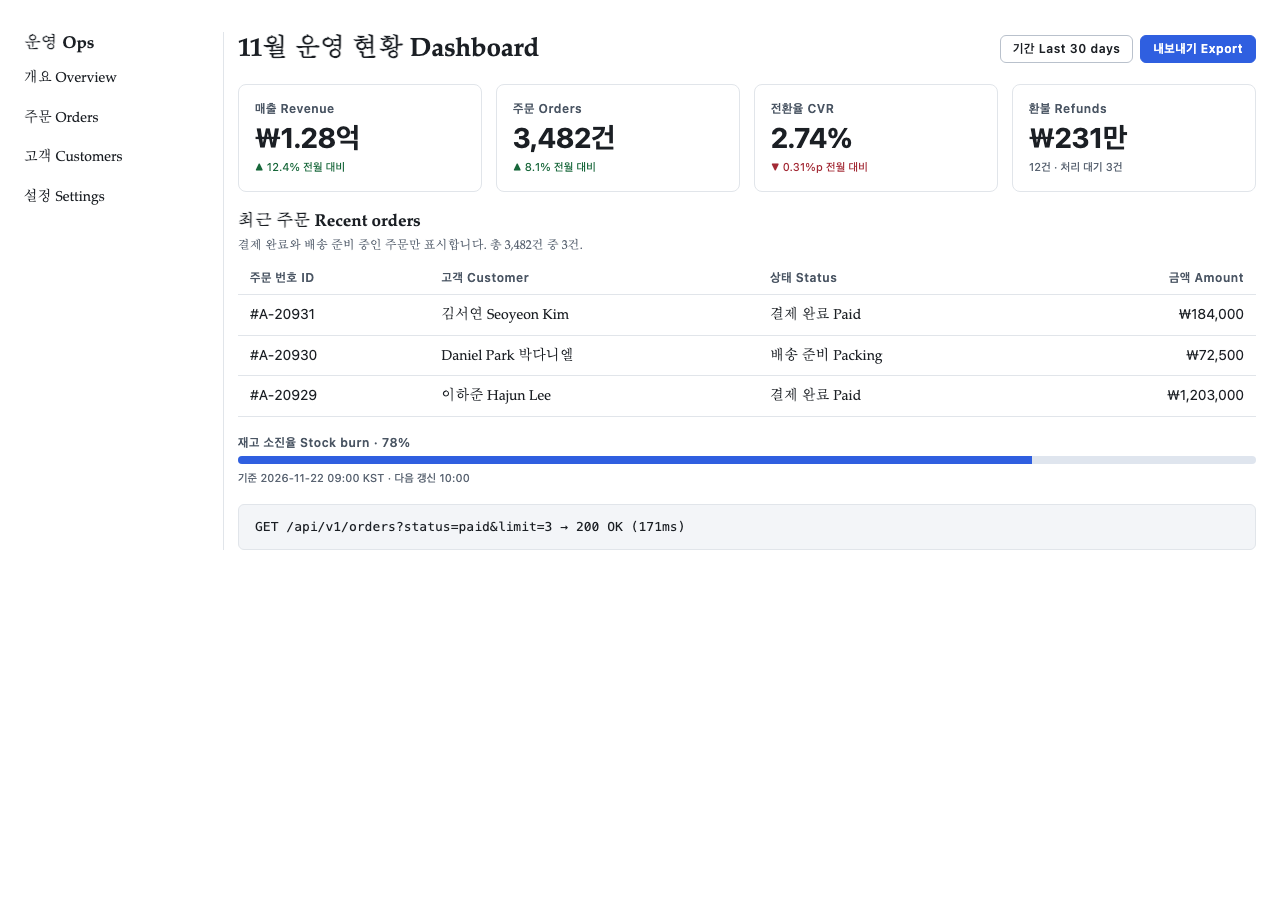 운영 Ops
개요 Overview
주문 Orders
고객 Customers
설정 Settings
11월 운영 현황 Dashboard
기간 Last 30 days
내보내기 Export
매출 Revenue
₩1.28억
▲ 12.4% 전월 대비
주문 Orders
3,482건
▲ 8.1% 전월 대비
전환율 CVR
2.74%
▼ 0.31%p 전월 대비
환불 Refunds
₩231만
12건 · 처리 대기 3건
최근 주문 Recent orders
결제 완료와 배송 준비 중인 주문만 표시합니다. 총 3,482건 중 3건.
주문 번호 ID 고객 Customer 상태 Status 금액 Amount
#A-20931 김서연 Seoyeon Kim 결제 완료 Paid ₩184,000
#A-20930 Daniel Park 박다니엘 배송 준비 Packing ₩72,500
#A-20929 이하준 Hajun Lee 결제 완료 Paid ₩1,203,000
재고 소진율 Stock burn · 78%
기준 2026-11-22 09:00 KST · 다음 갱신 10:00
GET /api/v1/orders?status=paid&limit=3 → 200 OK (171ms)